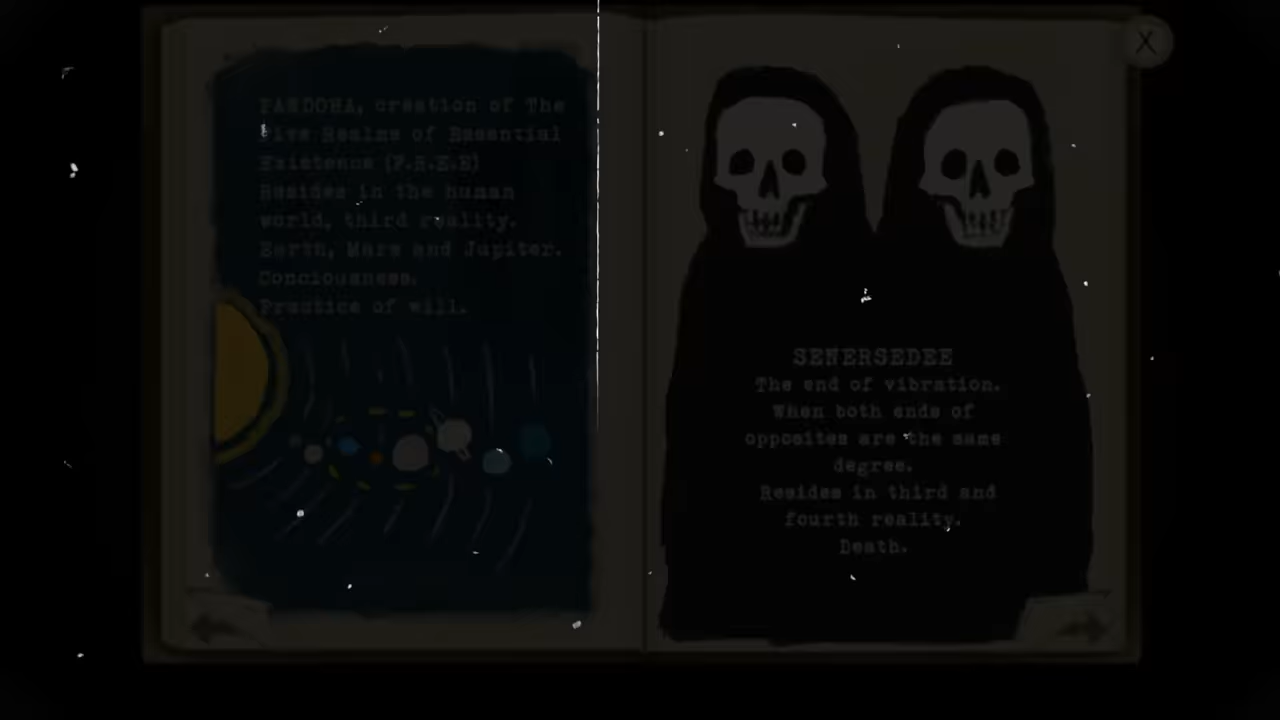 PANDORA, creation of The
Five Realms of Essential
Existence (F.R.E.E)
Resides in the human
world, third reality.
Earth, Mars and Jupiter.
Conciousness.
Practice of will.
SENERSEDEE
The end of vibration.
When both ends of
opposites are the same
degree.
Resides in third and
fourth reality.
Death.
X